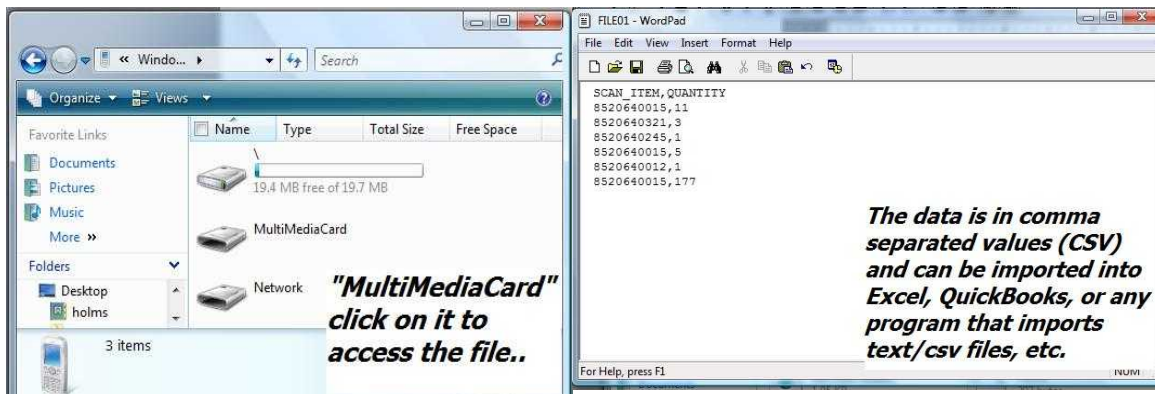 « Windo...
Search
Organize
Views
Name
Type
Total Size
Free Space
Favorite Links
Documents
Pictures
Music
More »
Folders
Desktop
holms
\
19.4 MB free of 19.7 MB
MultiMediaCard
Network
3 items
"MultiMediaCard"
click on it to
access the file..
FILE01 - WordPad
File Edit View Insert Format Help
SCAN_ITEM,QUANTITY
8520640015,11
8520640321,3
8520640245,1
8520640015,5
8520640012,1
8520640015,177
The data is in comma
separated values (CSV)
and can be imported into
Excel, QuickBooks, or any
program that imports
text/csv files, etc.
For Help, press F1
NUM